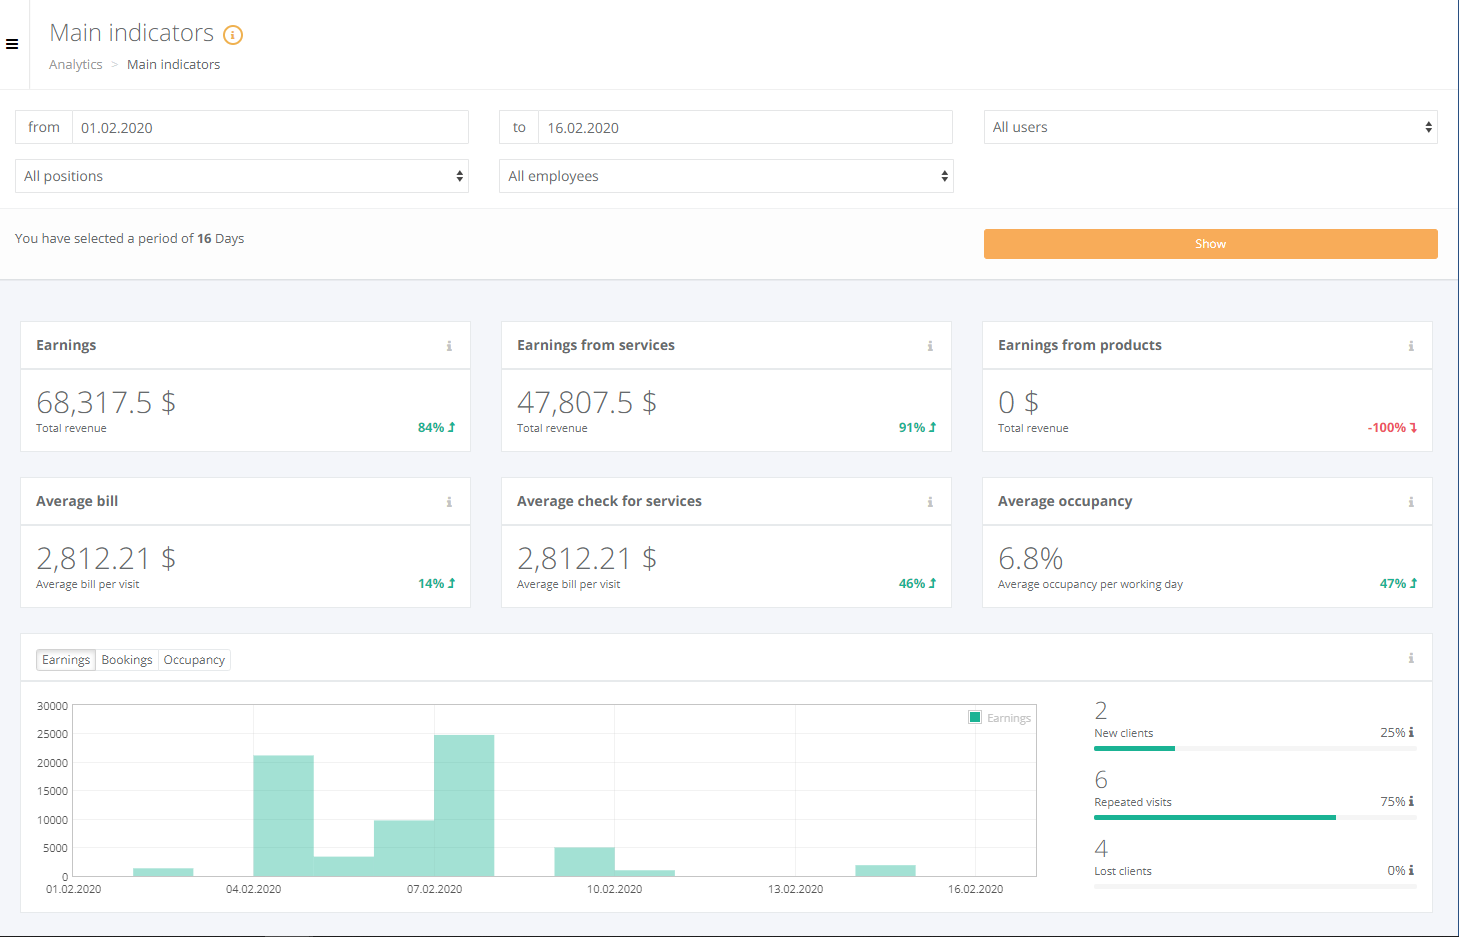 Main indicators
Analytics > Main indicators
from 01.02.2020
to 16.02.2020
All users
All positions
All employees
You have selected a period of 16 Days
Show
Earnings
68,317.5 $
Total revenue
84%
Earnings from services
47,807.5 $
Total revenue
91%
Earnings from products
0 $
Total revenue
-100%
Average bill
2,812.21 $
Average bill per visit
14%
Average check for services
2,812.21 $
Average bill per visit
46%
Average occupancy
6.8%
Average occupancy per working day
47%
Earnings Bookings Occupancy
30000
25000
20000
15000
10000
5000
0
01.02.2020 04.02.2020 07.02.2020 10.02.2020 13.02.2020 16.02.2020
Earnings
2
New clients 25%
6
Repeated visits 75%
4
Lost clients 0%